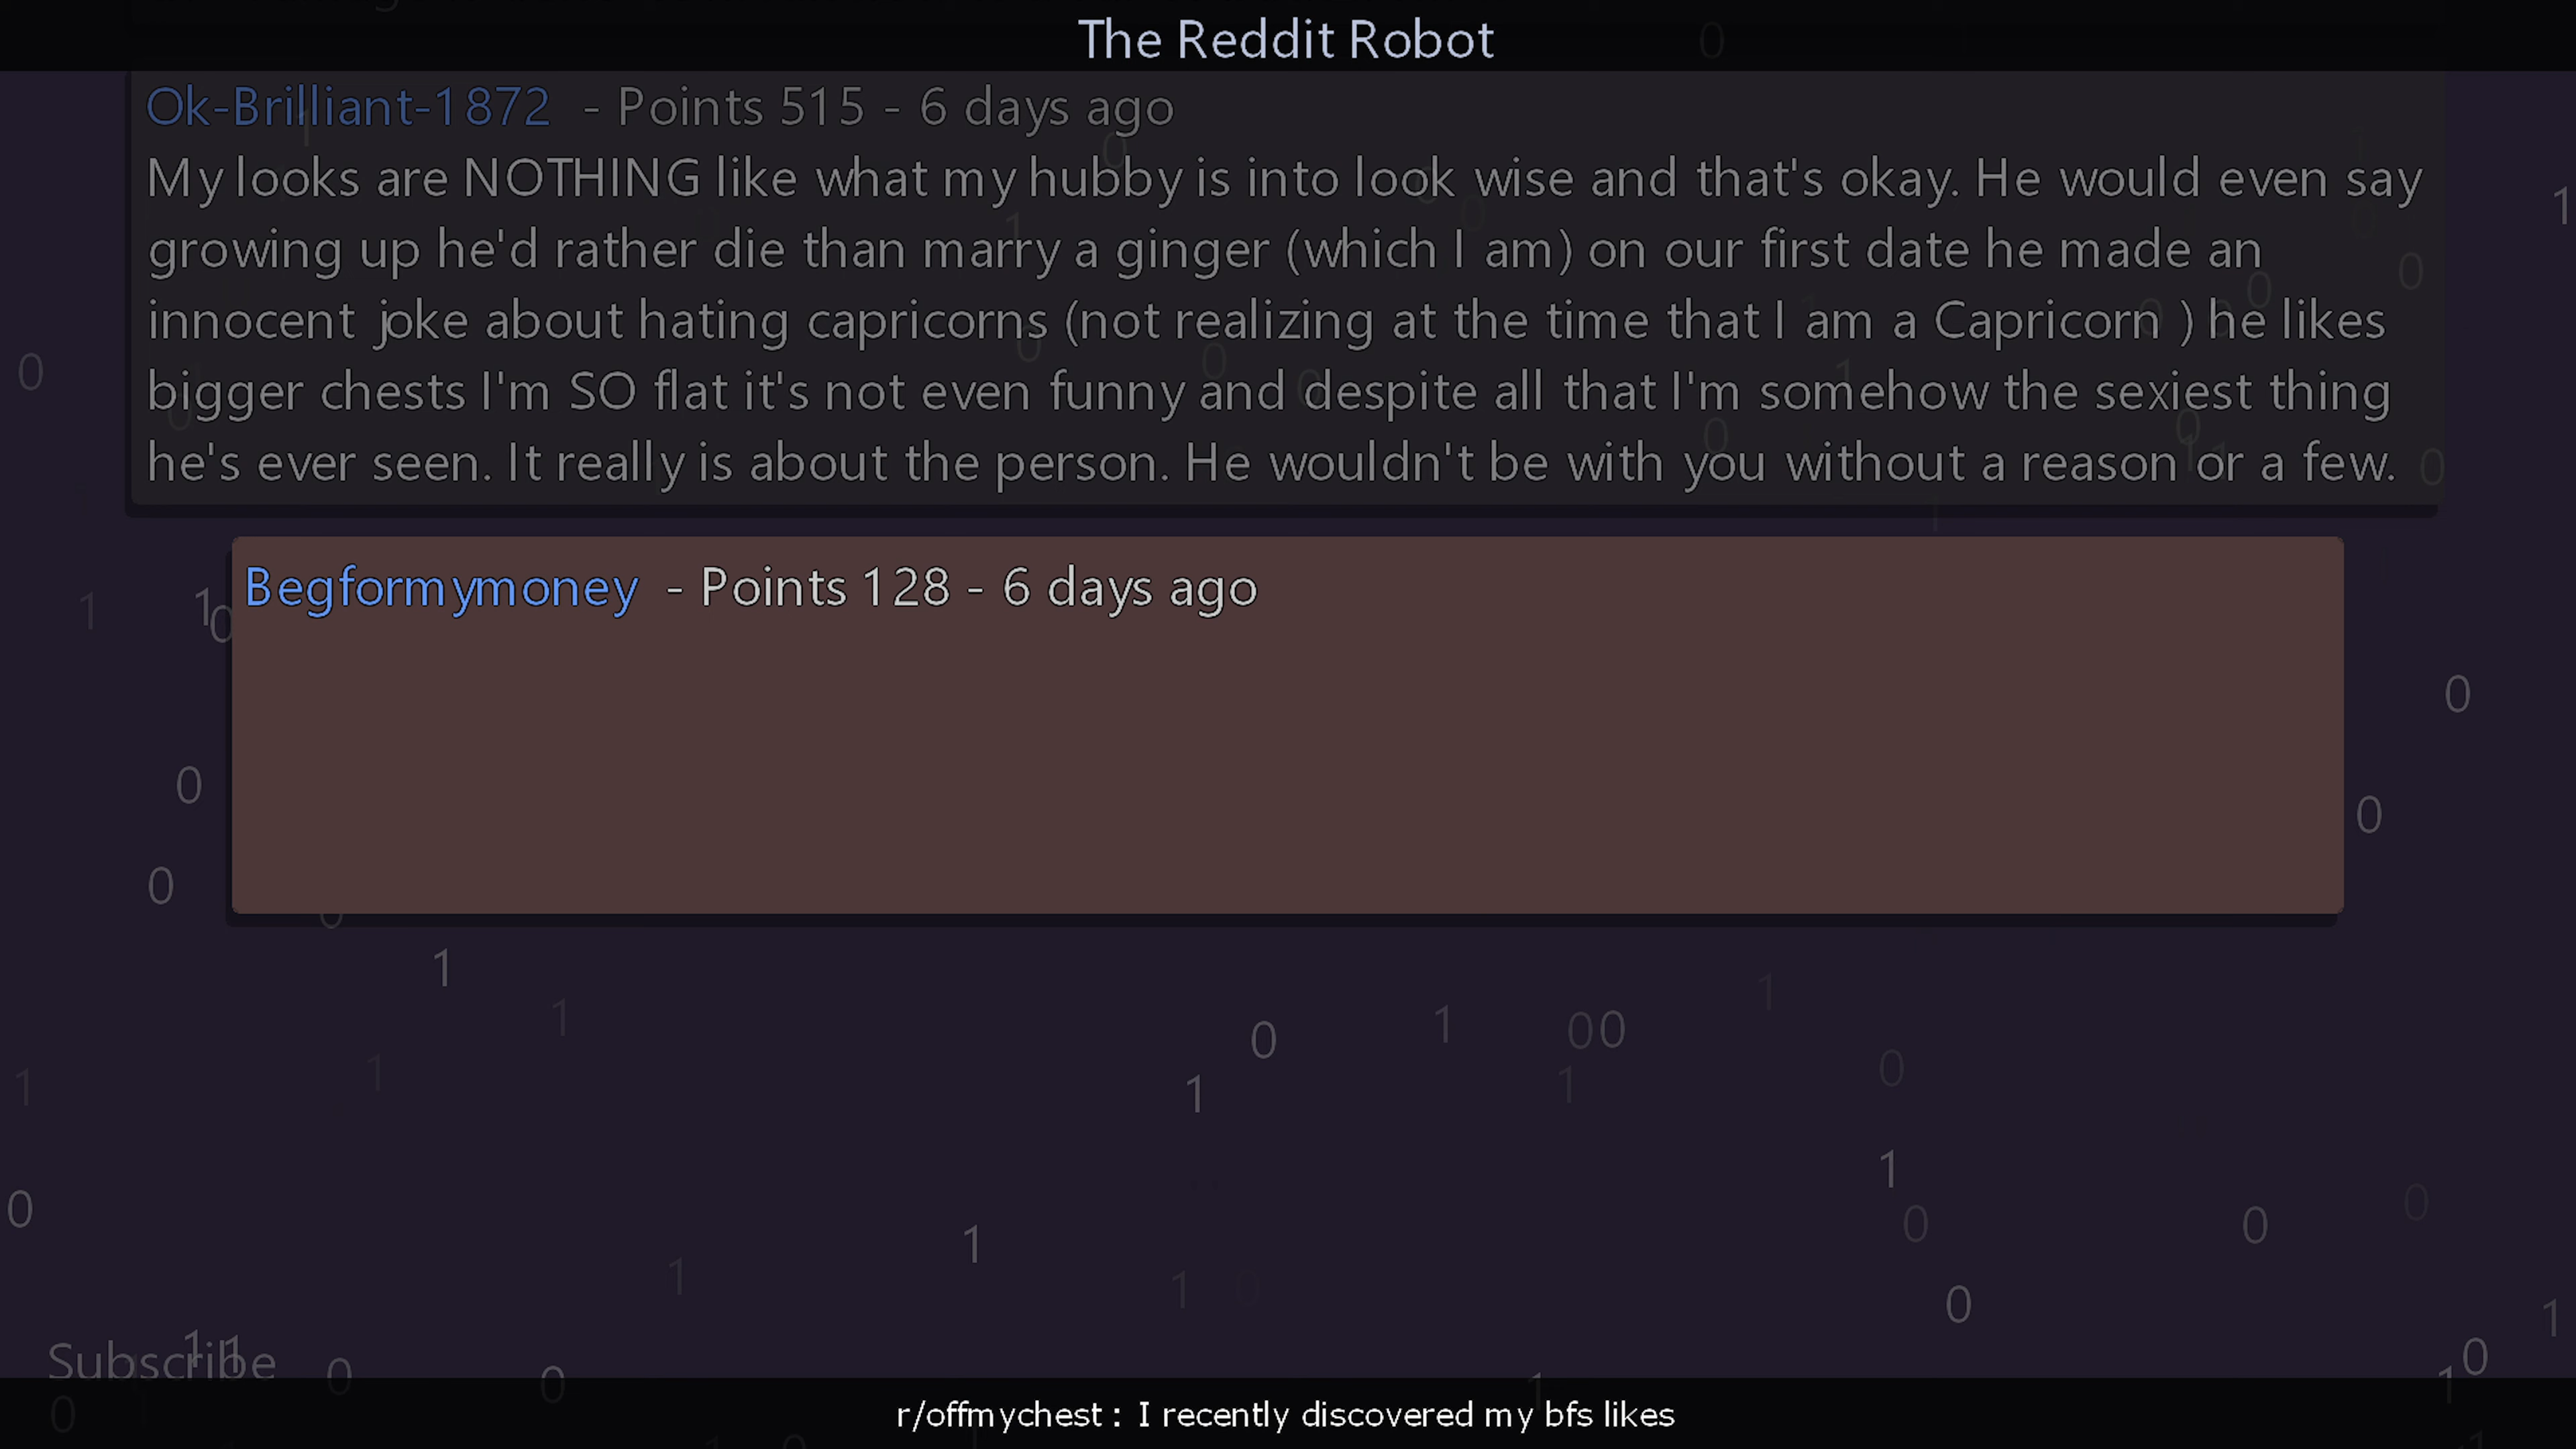 The Reddit Robot
Ok-Brilliant-1872 - Points 515 - 6 days ago
My looks are NOTHING like what my hubby is into look wise and that's okay. He would even say
growing up he'd rather die than marry a ginger (which I am) on our first date he made an
innocent joke about hating capricorns (not realizing at the time that I am a Capricorn ) he likes
bigger chests I'm SO flat it's not even funny and despite all that I'm somehow the sexiest thing
he's ever seen. It really is about the person. He wouldn't be with you without a reason or a few.
Begformymoney - Points 128 - 6 days ago
Subscribe
r/offmychest : I recently discovered my bfs likes